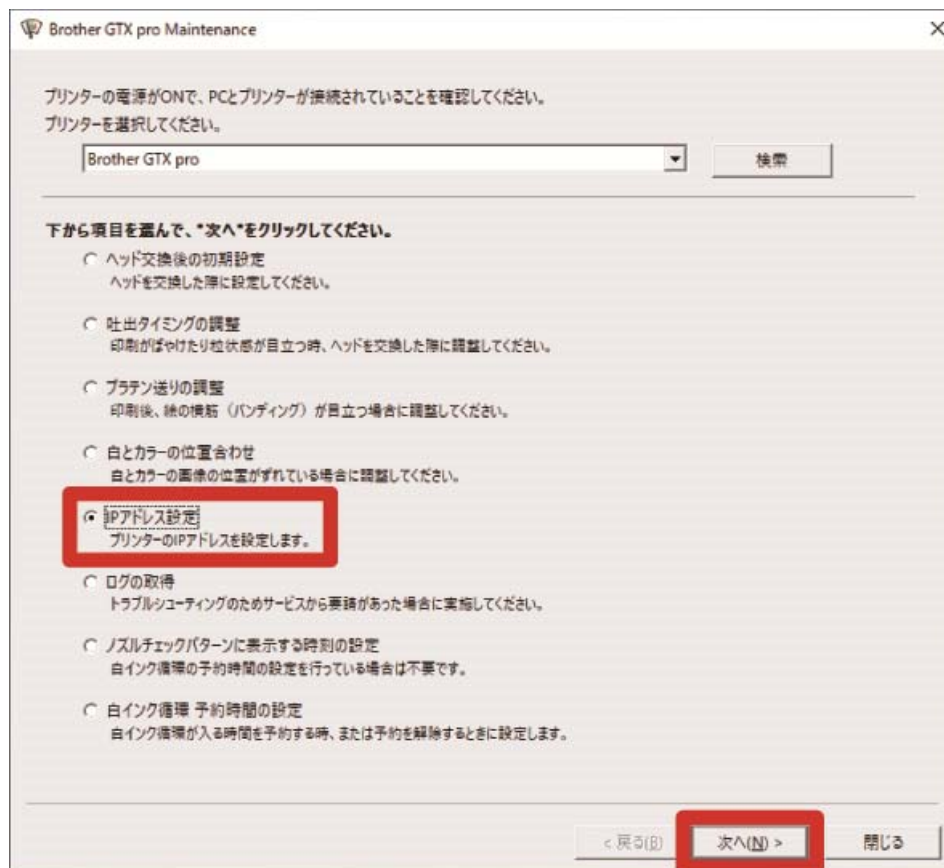 Brother GTX pro Maintenance
プリンターの電源がONで、PCとプリンターが接続されていることを確認してください。
プリンターを選択してください。
Brother GTX pro
検索
下から項目を選んで、"次へ"をクリックしてください。
ヘッド交換後の初期設定
ヘッドを交換した際に設定してください。
吐出タイミングの調整
印刷がぼやけたり粒状感が目立つ時、ヘッドを交換した際に調整してください。
プラテン送りの調整
印刷後、絵の横筋（バンディング）が目立つ場合に調整してください。
白とカラーの位置合わせ
白とカラーの画像の位置がずれている場合に調整してください。
IPアドレス設定
プリンターのIPアドレスを設定します。
ログの取得
トラブルシューティングのためサービスから要請があった場合に実施してください。
ノズルチェックパターンに表示する時刻の設定
白インク循環の予約時間の設定を行っている場合は不要です。
白インク循環 予約時間の設定
白インク循環が入る時間を予約する時、または予約を解除するときに設定します。
< 戻る(B)
次へ(N) >
閉じる